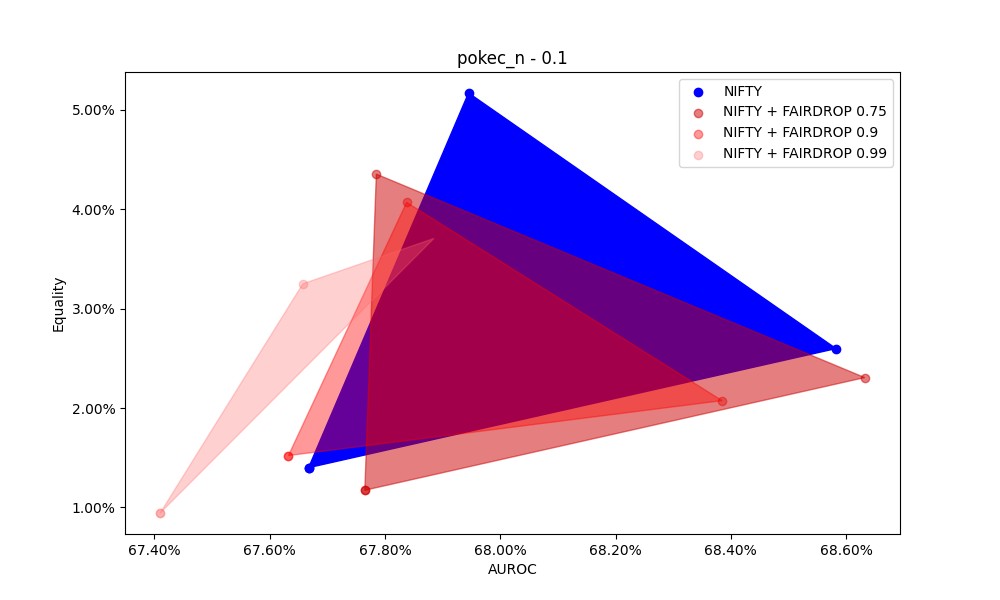 pokec_n - 0.1
NIFTY
NIFTY + FAIRDROP 0.75
NIFTY + FAIRDROP 0.9
NIFTY + FAIRDROP 0.99
5.00%
4.00%
3.00%
2.00%
1.00%
Equality
67.40% 67.60% 67.80% 68.00% 68.20% 68.40% 68.60%
AUROC